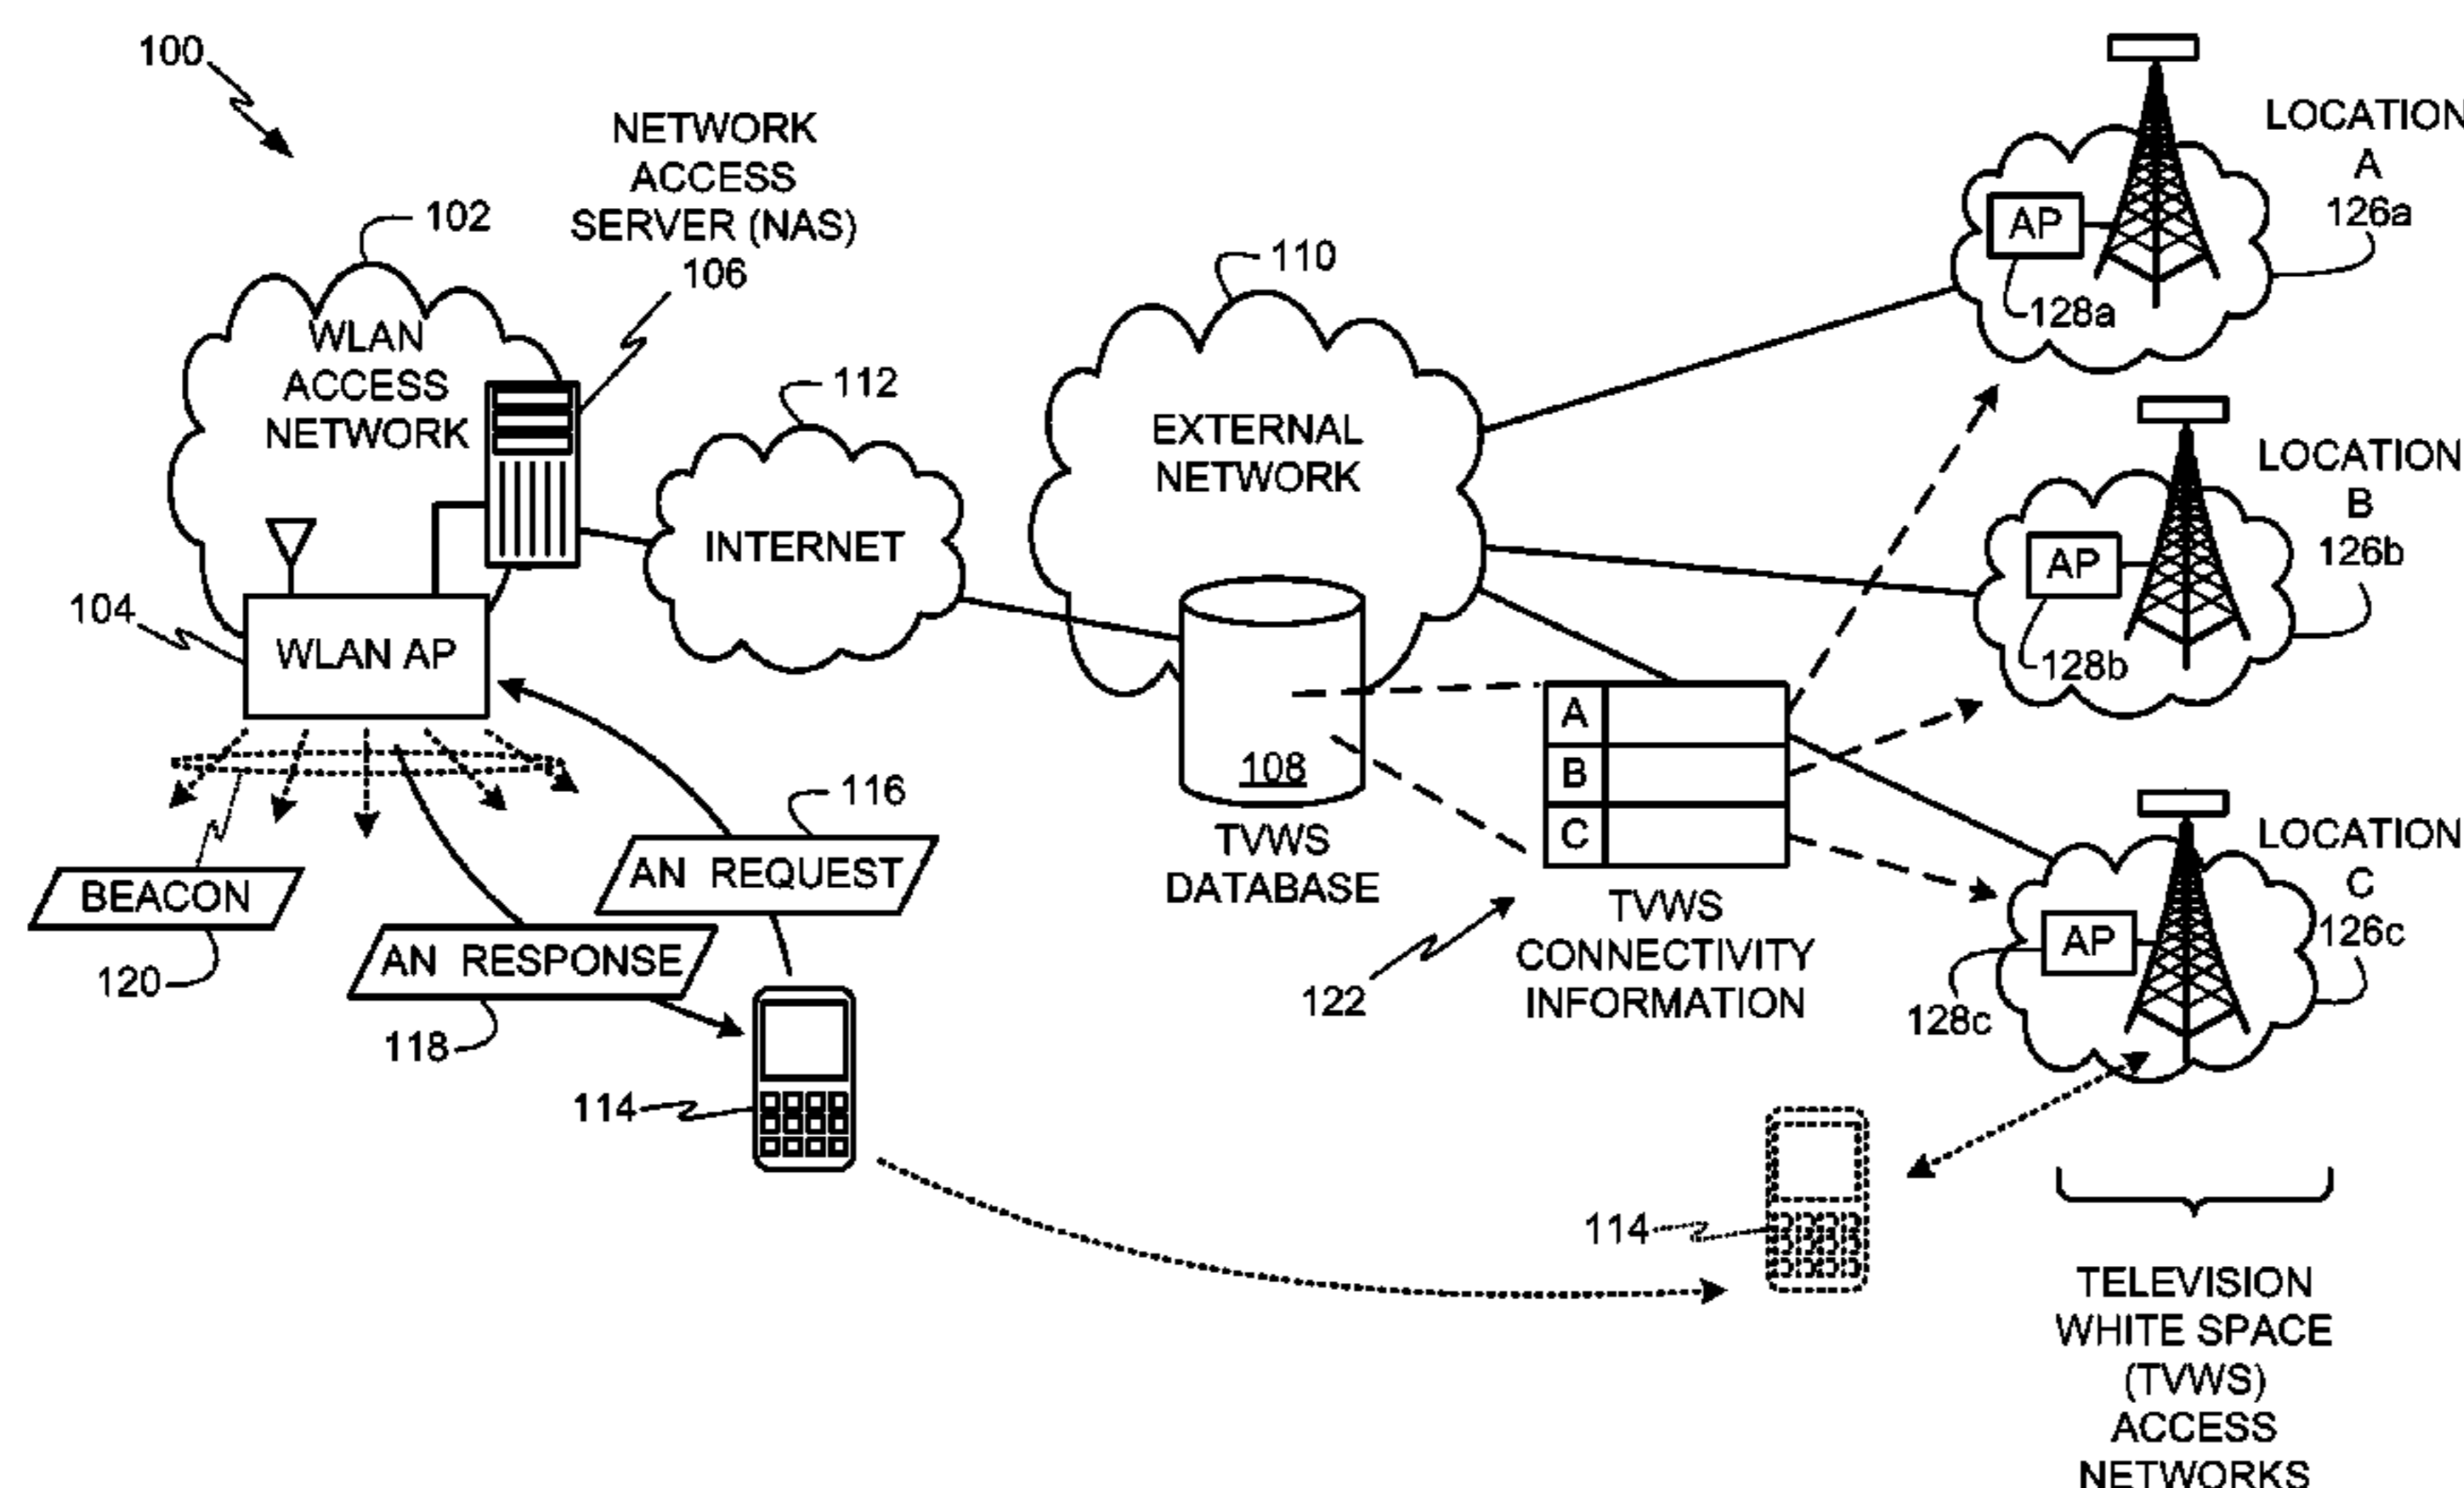 100
NETWORK
ACCESS
SERVER (NAS)
106
102
WLAN
ACCESS
NETWORK
104
WLAN AP
112
INTERNET
110
EXTERNAL
NETWORK
108
TVWS
DATABASE
BEACON
120
116
AN REQUEST
AN RESPONSE
118
114
A
B
C
TVWS
CONNECTIVITY
INFORMATION
122
LOCATION
A
126a
AP
128a
LOCATION
B
126b
AP
128b
LOCATION
C
126c
AP
128c
114
TELEVISION
WHITE SPACE
(TVWS)
ACCESS
NETWORKS